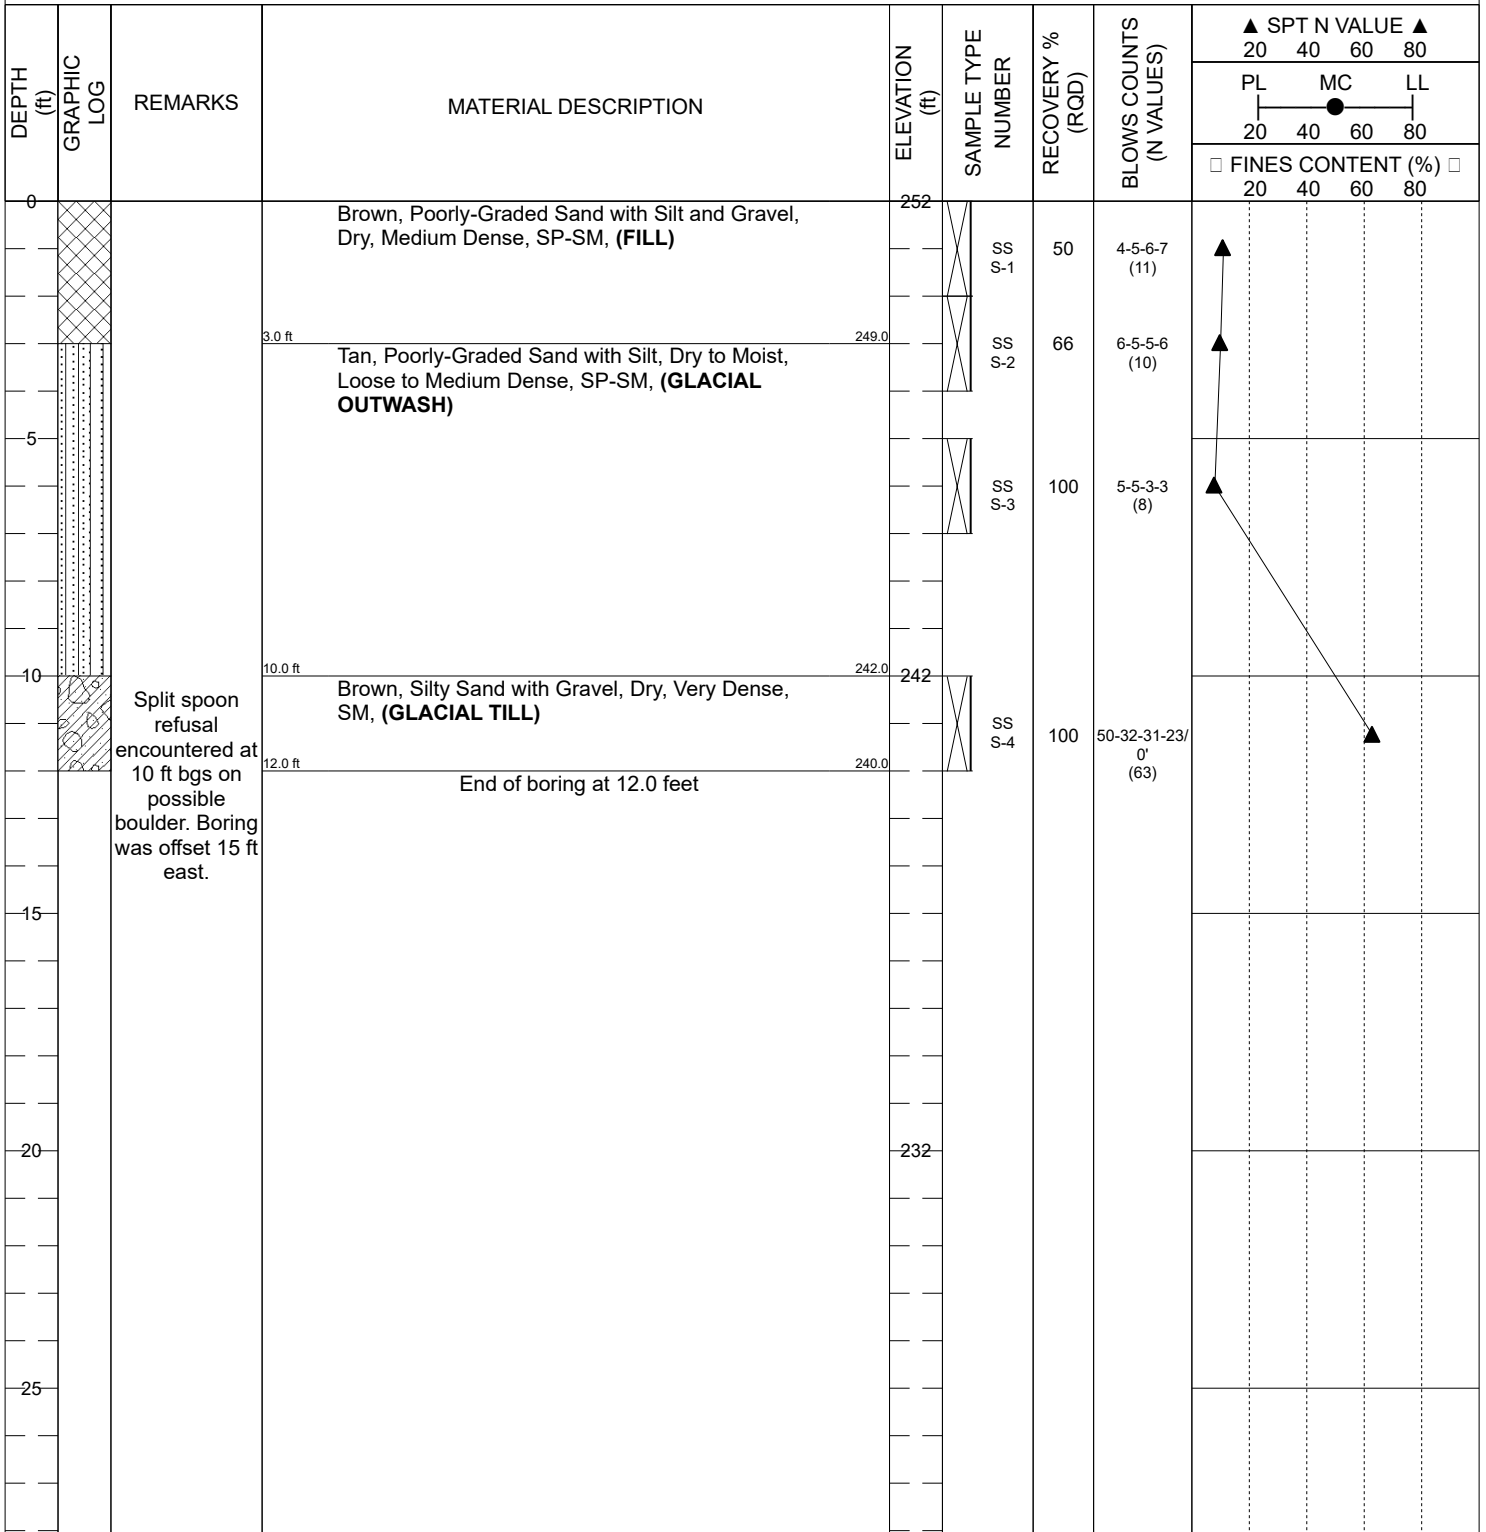 DEPTH
(ft)
GRAPHIC
LOG
REMARKS
MATERIAL DESCRIPTION
ELEVATION
(ft)
SAMPLE TYPE
NUMBER
RECOVERY %
(RQD)
BLOWS COUNTS
(N VALUES)
▲ SPT N VALUE ▲
20 40 60 80
PL MC LL
20 40 60 80
□ FINES CONTENT (%) □
20 40 60 80
0
252
Brown, Poorly-Graded Sand with Silt and Gravel,
Dry, Medium Dense, SP-SM, (FILL)
SS
S-1
50
4-5-6-7
(11)
3.0 ft
249.0
Tan, Poorly-Graded Sand with Silt, Dry to Moist,
Loose to Medium Dense, SP-SM, (GLACIAL
OUTWASH)
SS
S-2
66
6-5-5-6
(10)
5
SS
S-3
100
5-5-3-3
(8)
10
10.0 ft
242.0
242
Split spoon
refusal
encountered at
10 ft bgs on
possible
boulder. Boring
was offset 15 ft
east.
Brown, Silty Sand with Gravel, Dry, Very Dense,
SM, (GLACIAL TILL)
SS
S-4
100
50-32-31-23/
0'
(63)
12.0 ft
240.0
End of boring at 12.0 feet
15
20
232
25